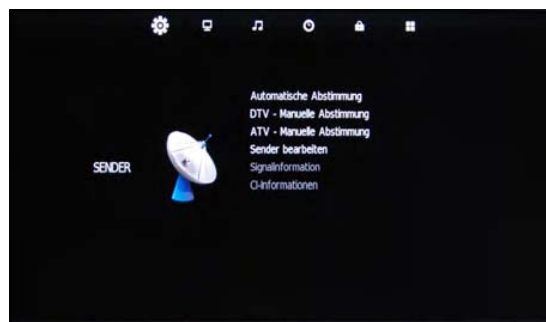 Automatische Abstimmung
DTV - Manuelle Abstimmung
ATV - Manuelle Abstimmung
Sender bearbeiten
SENDER
Signalinformation
CI-Informationen